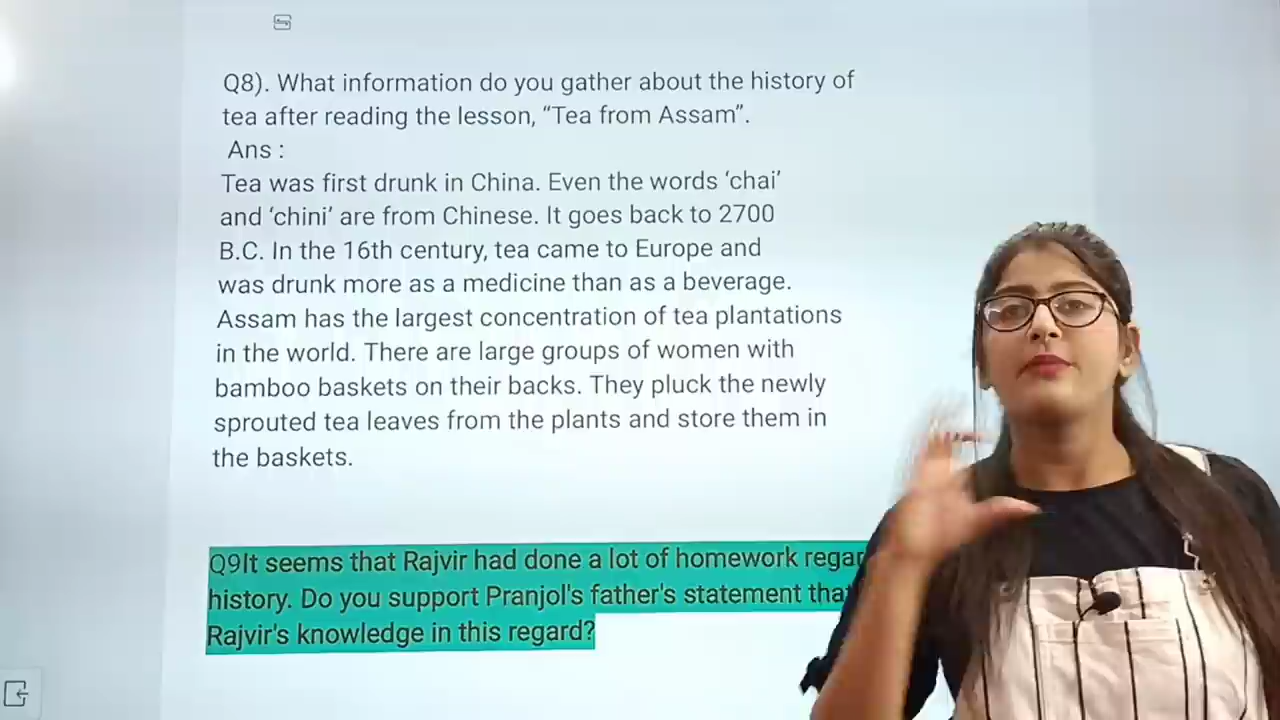 Q8). What information do you gather about the history of
tea after reading the lesson, “Tea from Assam”.
Ans :
Tea was first drunk in China. Even the words ‘chai’
and ‘chini’ are from Chinese. It goes back to 2700
B.C. In the 16th century, tea came to Europe and
was drunk more as a medicine than as a beverage.
Assam has the largest concentration of tea plantations
in the world. There are large groups of women with
bamboo baskets on their backs. They pluck the newly
sprouted tea leaves from the plants and store them in
the baskets.
Q9It seems that Rajvir had done a lot of homework
history. Do you support Pranjol's father's statement
Rajvir's knowledge in this regard?